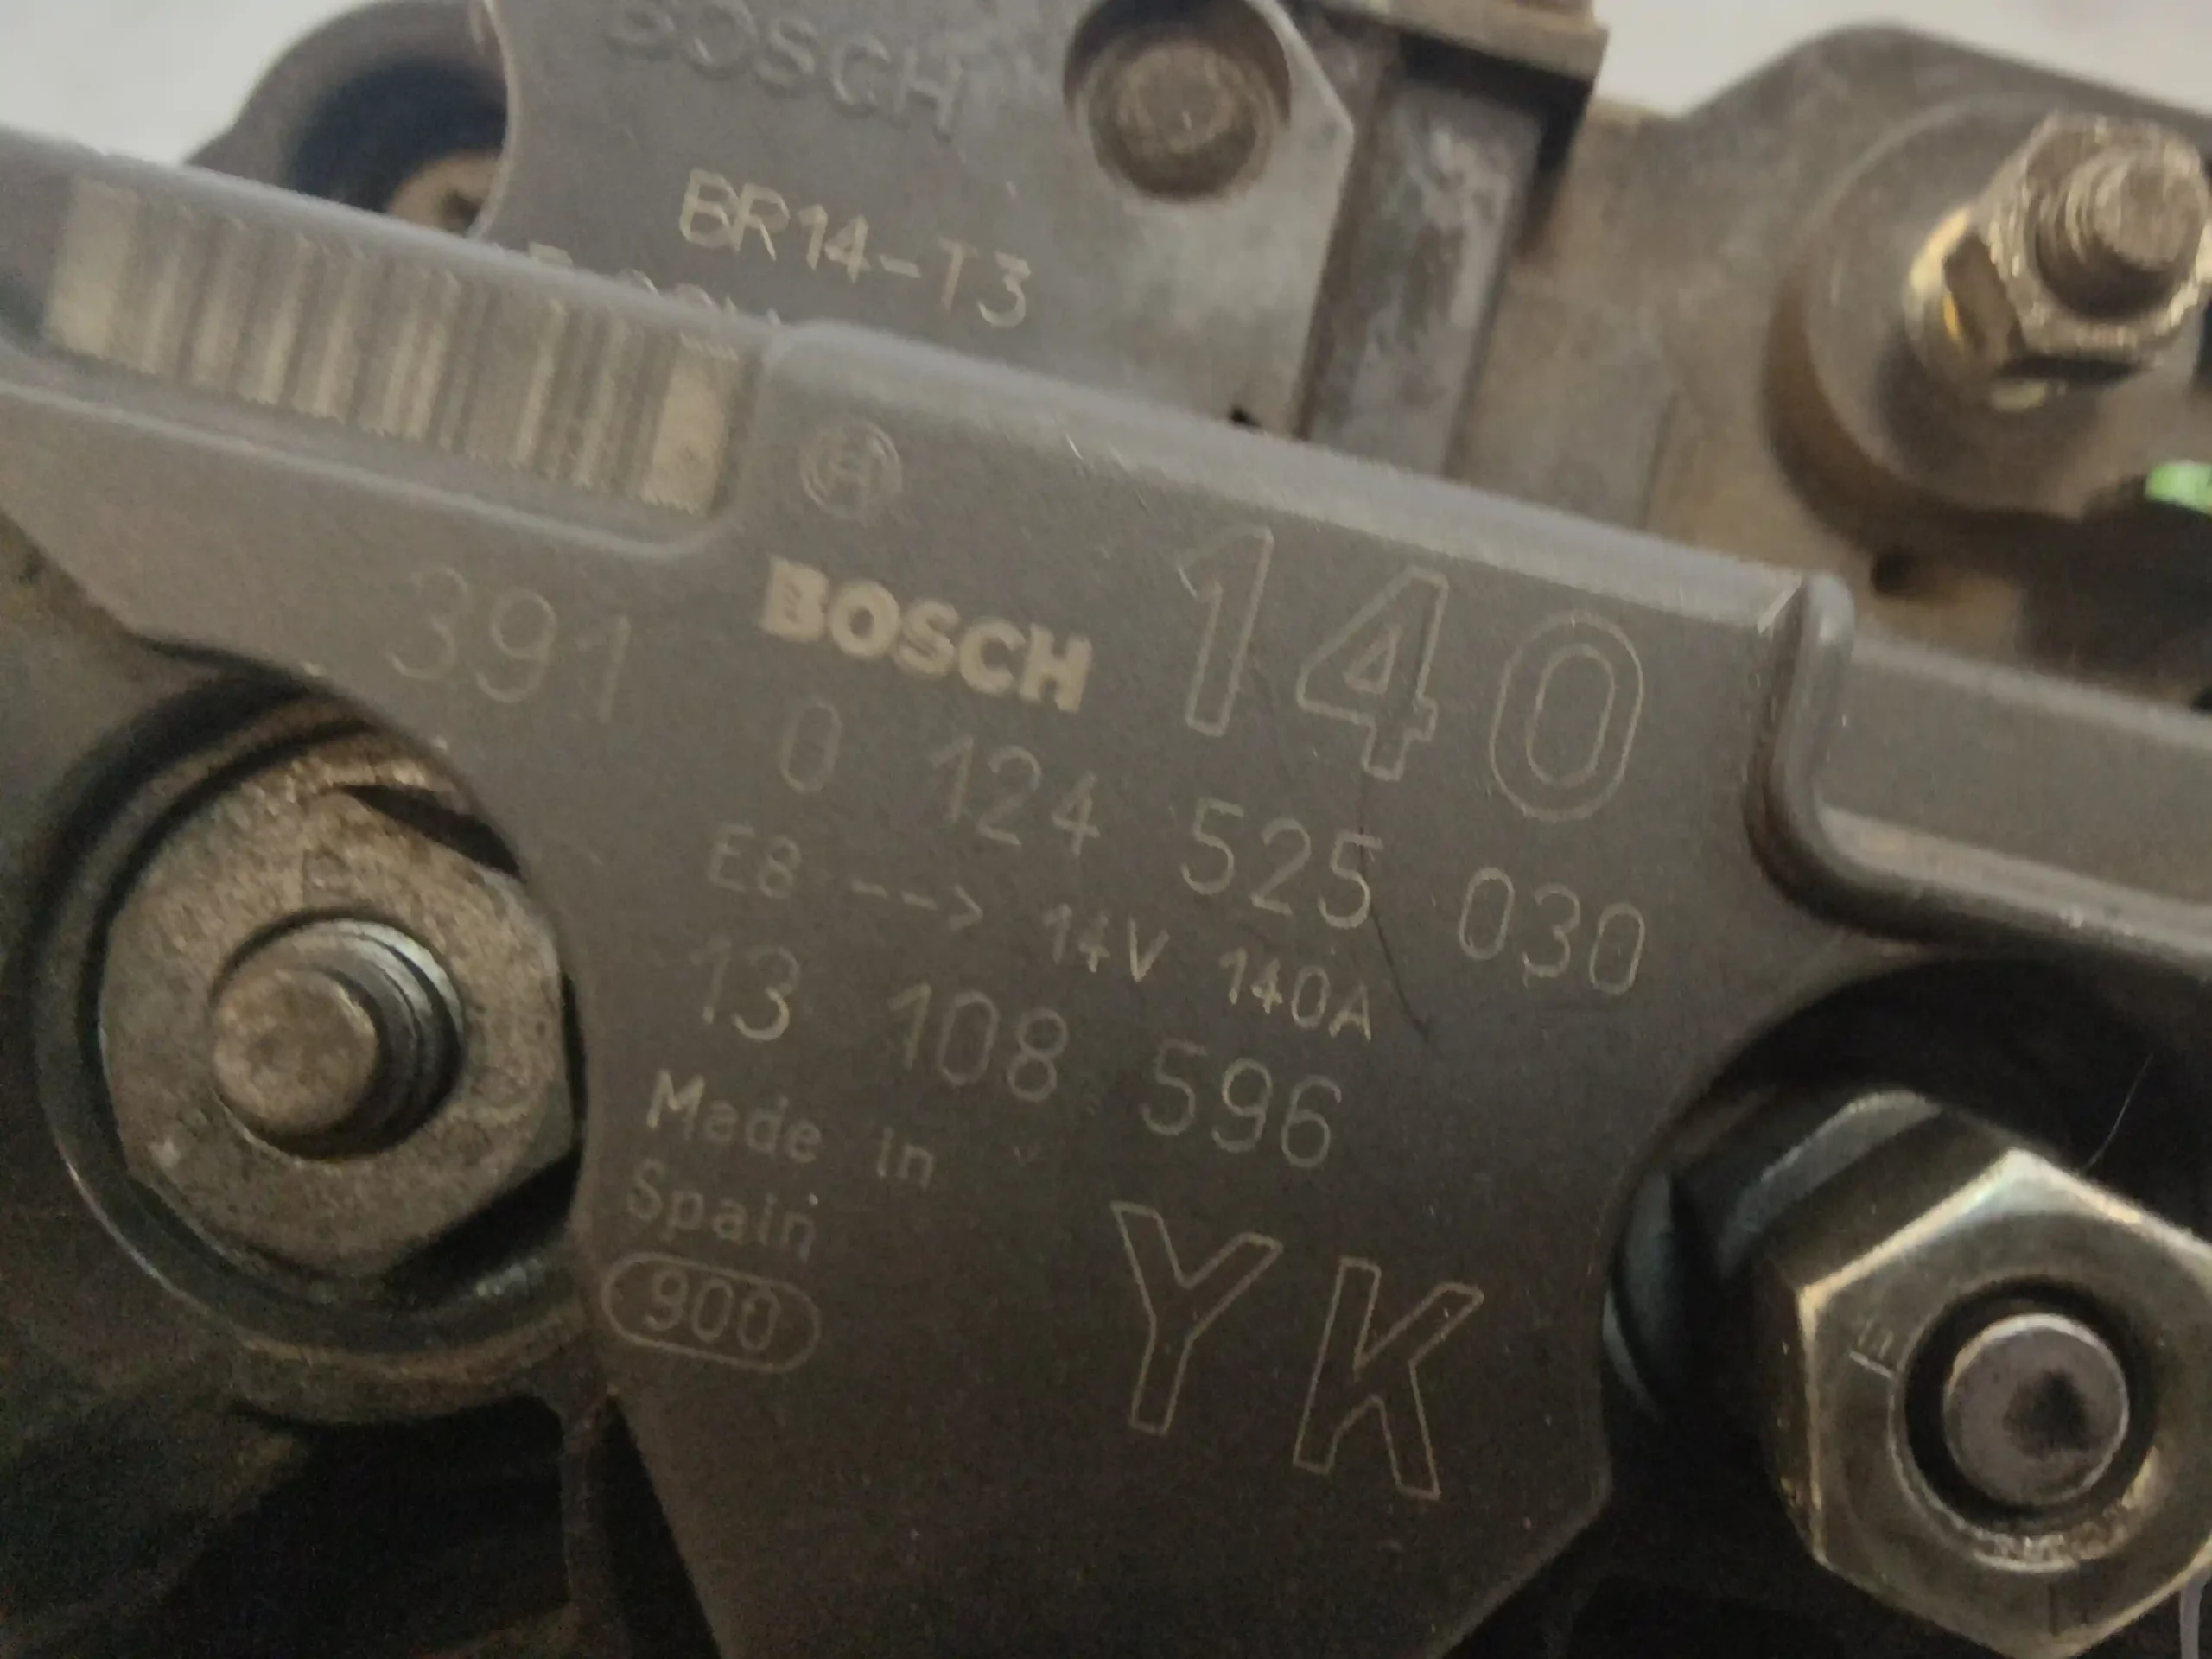 BOSCH
BR14-T3
391
BOSCH
140
0 124 525 030
E8 --> 14V 140A
13 108 596
Made in
Spain
900
YK